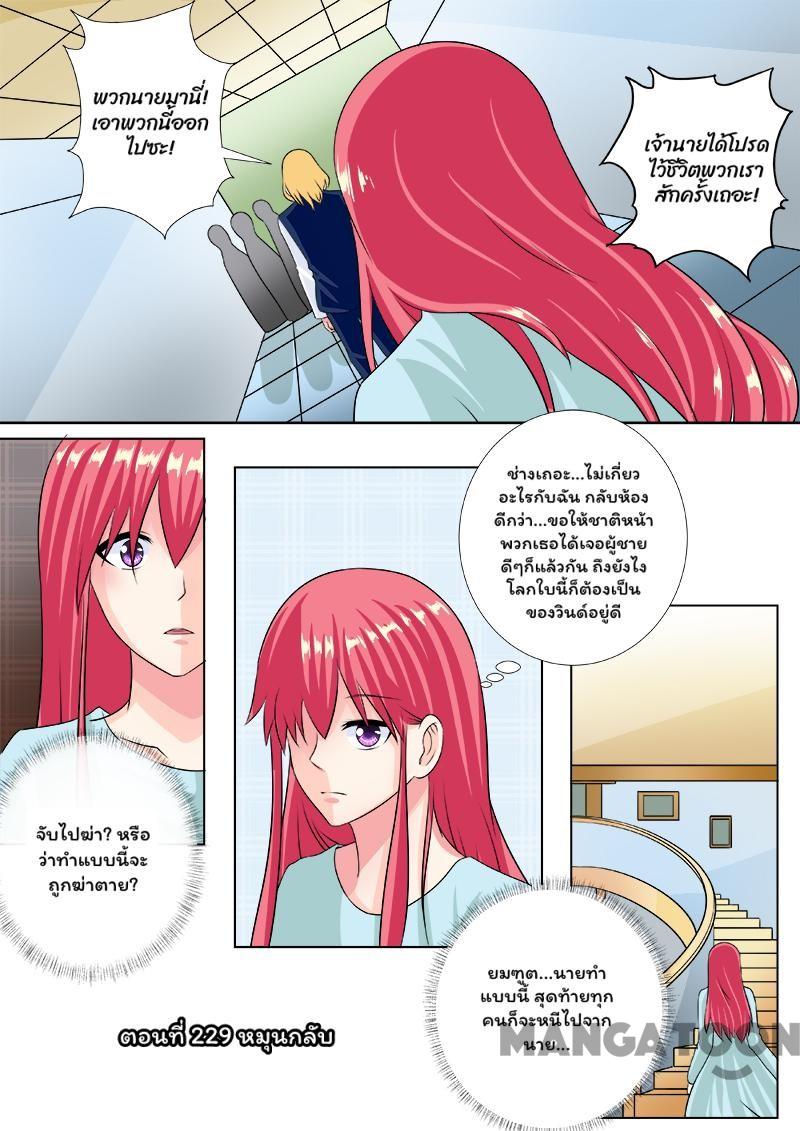 พวกนายมานี่!
เอาพวกนี้ออก
ไปซะ!
เจ้านายได้โปรด
ไว้ชีวิตพวกเรา
สักครั้งเถอะ!
ช่างเถอะ...ไม่เกี่ยว
อะไรกับฉัน กลับห้อง
ดีกว่า...ขอให้ชาติหน้า
พวกเธอได้เจอผู้ชาย
ดีๆก็แล้วกัน ถึงยังไง
โลกใบนี้ก็ต้องเป็น
ของวินด์อยู่ดี
จับไปฆ่า? หรือ
ว่าทำแบบนี้จะ
ถูกฆ่าตาย?
ยมฑูต...นายทำ
แบบนี้ สุดท้ายทุก
คนก็จะหนีไปจาก
นาย...
ตอนที่ 229 หมุนกลับ
MANGATOON